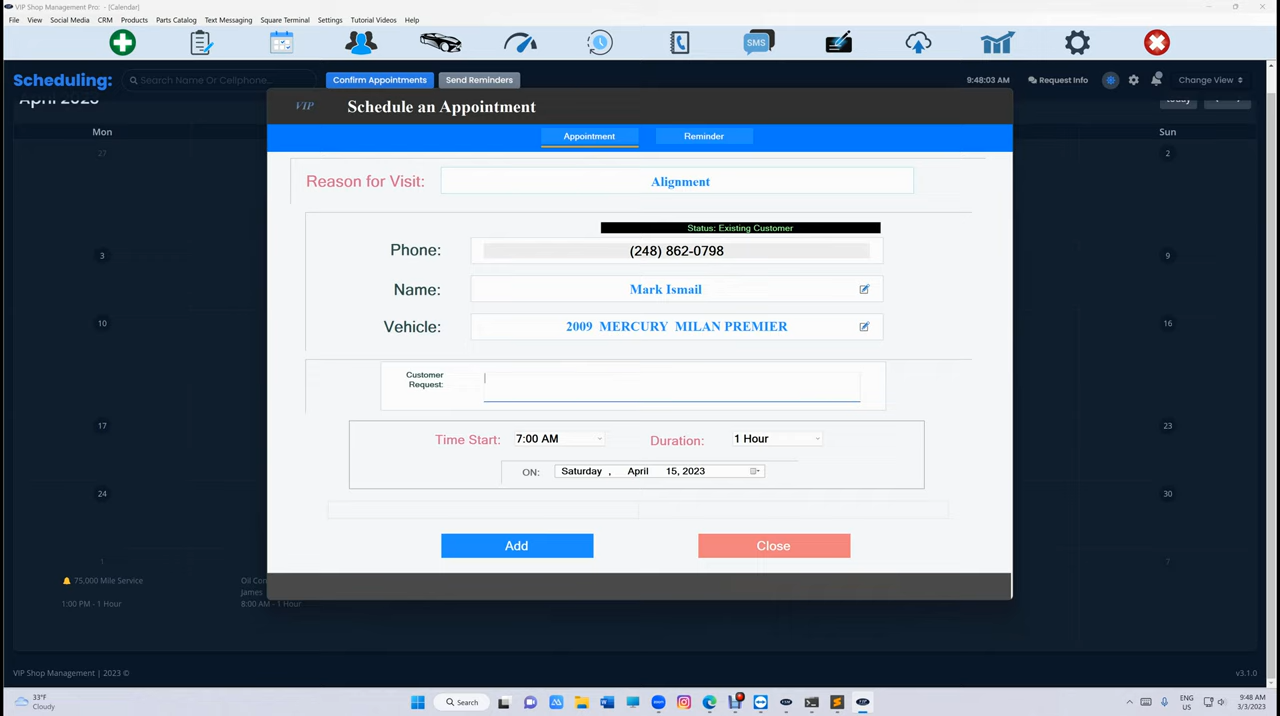 VIP Shop Management Pro: - [Calendar]
File View Social Media CRM Products Parts Catalog Text Messaging Square Terminal Settings Tutorial Videos Help
SMS
Scheduling: Search Name Or Cellphone... Confirm Appointments Send Reminders 9:48:03 AM Request Info Change View
April 2023 today
VIP Schedule an Appointment
Appointment Reminder
Mon Sun
27 2
Reason for Visit: Alignment
Status: Existing Customer
Phone: (248) 862-0798
3 9
Name: Mark Ismail
10 16
Vehicle: 2009 MERCURY MILAN PREMIER
Customer
Request:
17 23
Time Start: 7:00 AM Duration: 1 Hour
ON: Saturday , April 15, 2023
24 30
Add Close
1 7
75,000 Mile Service Oil Con
James
1:00 PM - 1 Hour 8:00 AM - 1 Hour
VIP Shop Management | 2023 © v3.1.0
33°F
Cloudy
Search
ENG
US
9:48 AM
3/3/2023